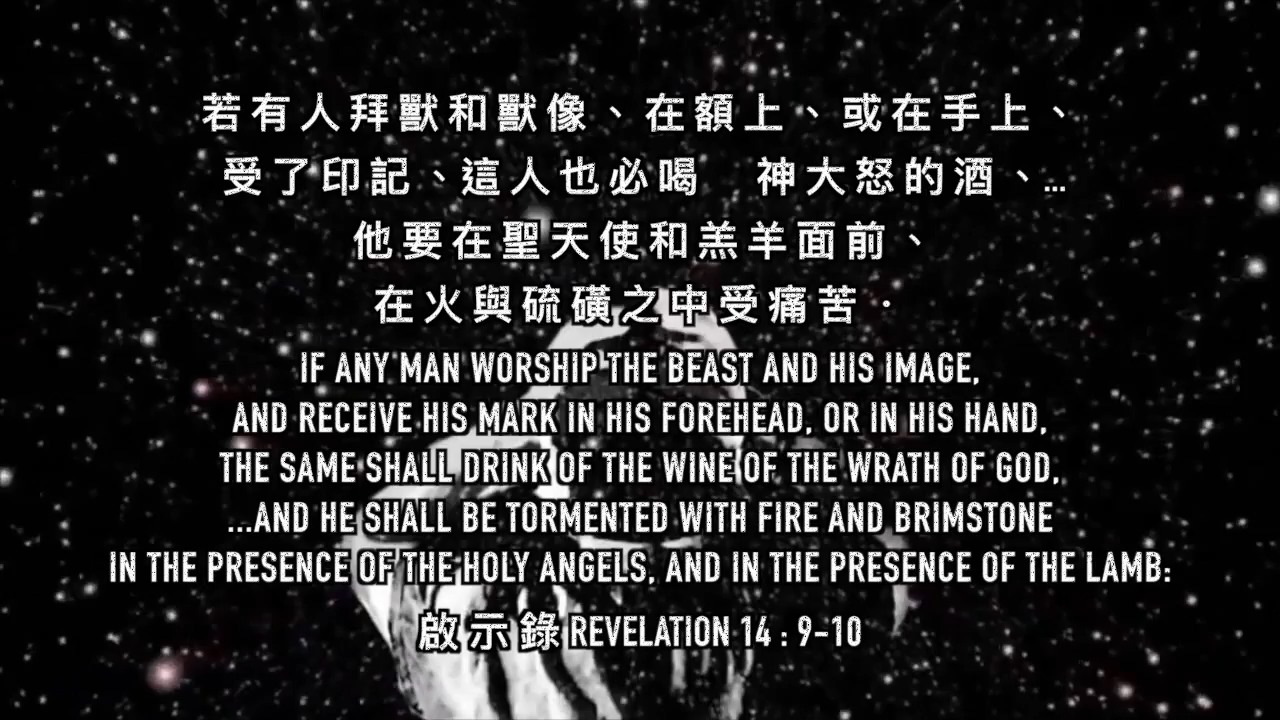 若有人拜獸和獸像、在額上、或在手上、
受了印記、這人也必喝　神大怒的酒、...
他要在聖天使和羔羊面前、
在火與硫磺之中受痛苦．
IF ANY MAN WORSHIP THE BEAST AND HIS IMAGE,
AND RECEIVE HIS MARK IN HIS FOREHEAD, OR IN HIS HAND,
THE SAME SHALL DRINK OF THE WINE OF THE WRATH OF GOD,
...AND HE SHALL BE TORMENTED WITH FIRE AND BRIMSTONE
IN THE PRESENCE OF THE HOLY ANGELS, AND IN THE PRESENCE OF THE LAMB:
啟示錄 REVELATION 14 : 9-10